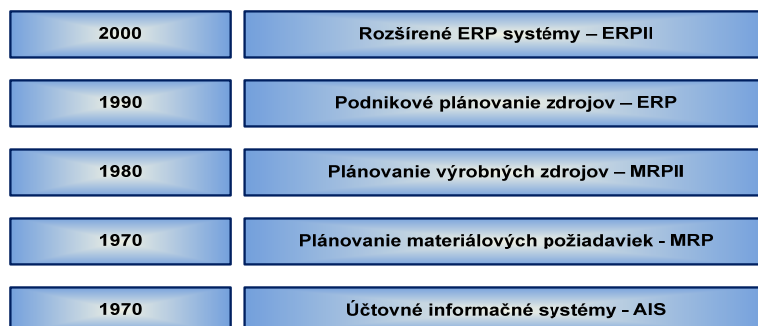 2000 Rozšírené ERP systémy – ERPII
1990 Podnikové plánovanie zdrojov – ERP
1980 Plánovanie výrobných zdrojov – MRPII
1970 Plánovanie materiálových požiadaviek - MRP
1970 Účtovné informačné systémy - AIS